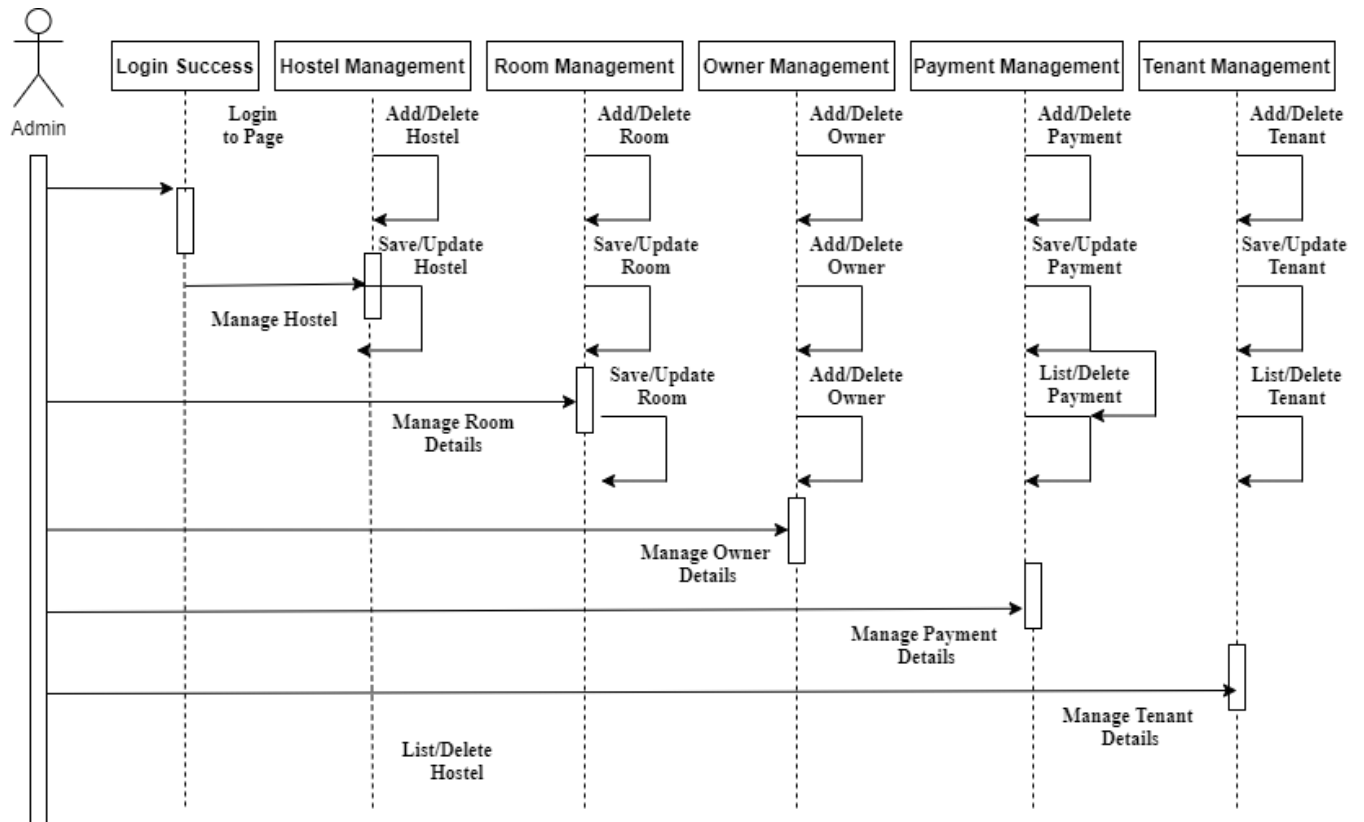 Login Success
Hostel Management
Room Management
Owner Management
Payment Management
Tenant Management
Admin
Login
to Page
Add/Delete
Hostel
Add/Delete
Room
Add/Delete
Owner
Add/Delete
Payment
Add/Delete
Tenant
Save/Update
Hostel
Save/Update
Room
Add/Delete
Owner
Save/Update
Payment
Save/Update
Tenant
Manage Hostel
Save/Update
Room
Add/Delete
Owner
List/Delete
Payment
List/Delete
Tenant
Manage Room
Details
Manage Owner
Details
Manage Payment
Details
Manage Tenant
Details
List/Delete
Hostel